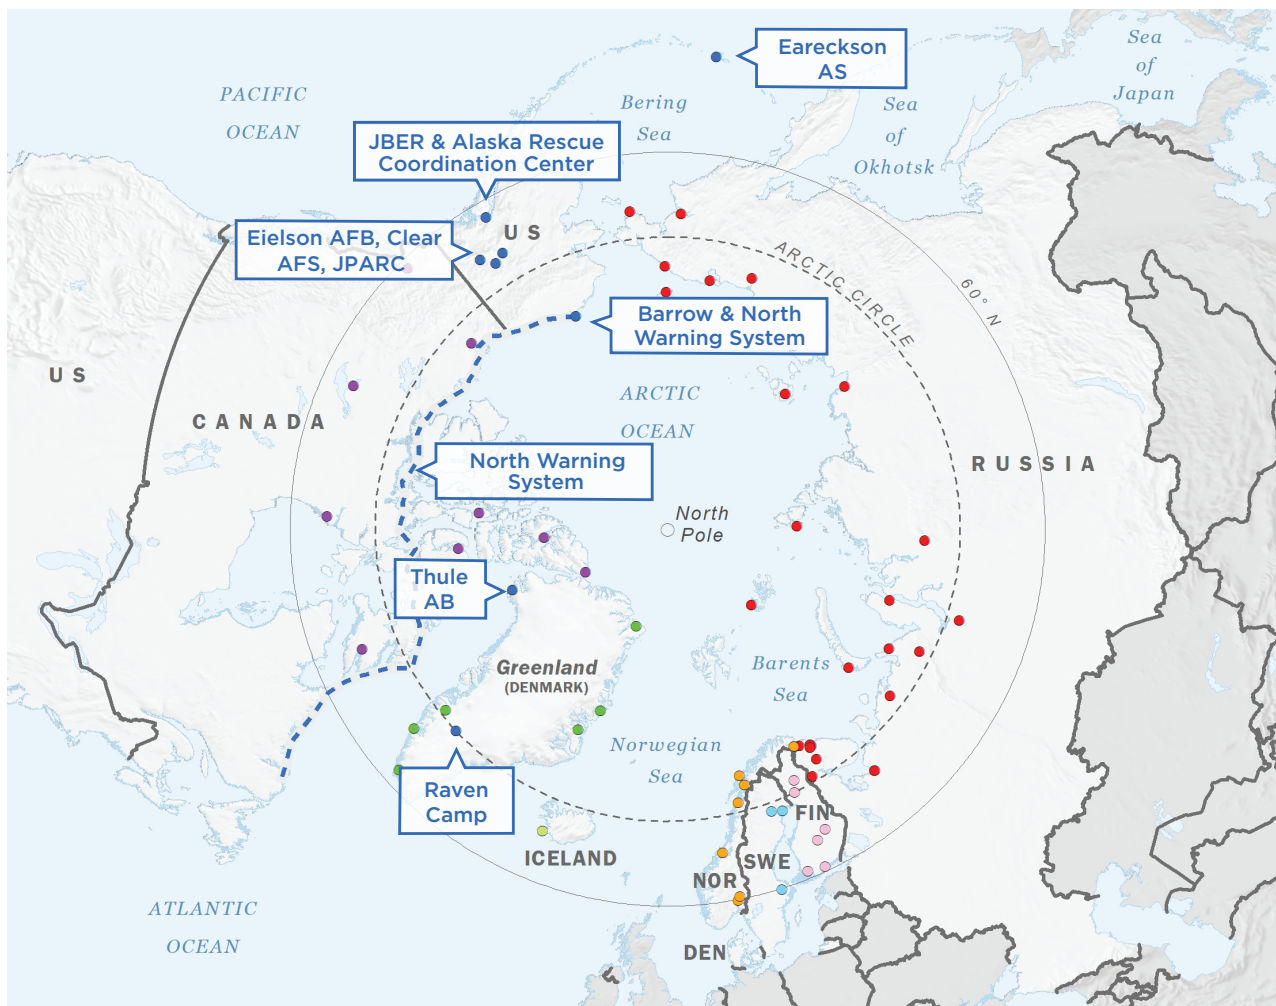 Eareckson
AS
Sea
of
Japan
PACIFIC
OCEAN
Bering
Sea
Sea
of
Okhotsk
JBER & Alaska Rescue
Coordination Center
Eielson AFB, Clear
AFS, JPARC
US
ARCTIC CIRCLE
60° N
Barrow & North
Warning System
US
CANADA
ARCTIC
OCEAN
RUSSIA
North Warning
System
North
Pole
Thule
AB
Greenland
(DENMARK)
Barents
Sea
Norwegian
Sea
Raven
Camp
FIN
ICELAND
SWE
NOR
ATLANTIC
OCEAN
DEN